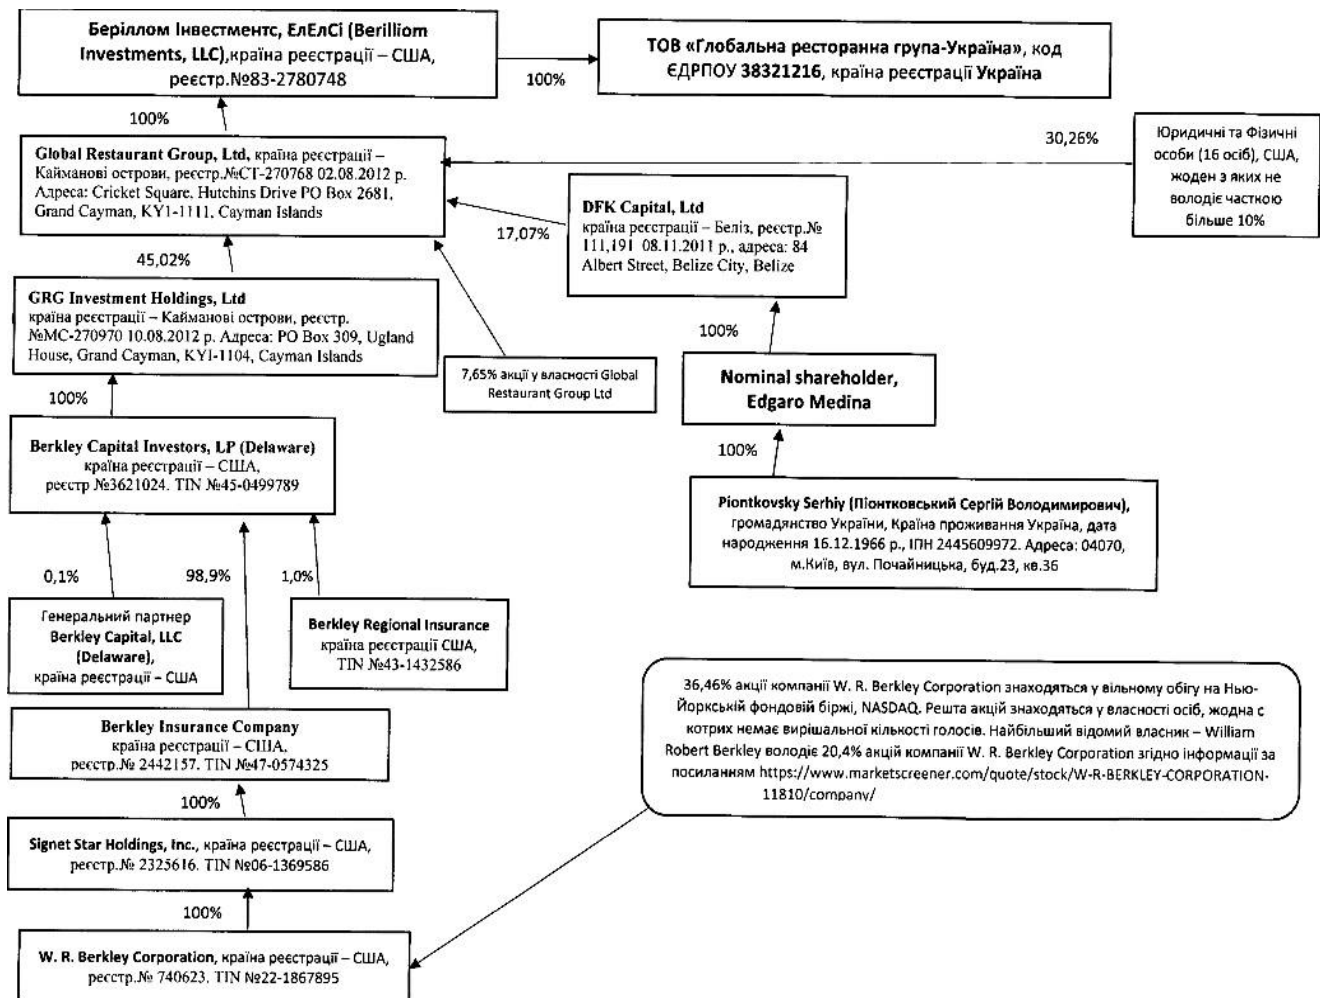 Беріллом Інвестментс, ЕлЕлСі (Berilliom
Investments, LLC),країна реєстрації – США,
реєстр.№83-2780748
100%
ТОВ «Глобальна ресторанна група-Україна», код
ЄДРПОУ 38321216, країна реєстрації Україна
100%
Global Restaurant Group, Ltd, країна реєстрації –
Кайманові острови, реєстр.№CT-270768 02.08.2012 р.
Адреса: Cricket Square, Hutchins Drive PO Box 2681,
Grand Cayman, KY1-1111, Cayman Islands
30,26%
Юридичні та Фізичні
особи (16 осіб), США,
жоден з яких не
володіє часткою
більше 10%
17,07%
DFK Capital, Ltd
країна реєстрації – Беліз, реєстр.№
111,191 08.11.2011 р., адреса: 84
Albert Street, Belize City, Belize
45,02%
GRG Investment Holdings, Ltd
країна реєстрації – Кайманові острови, реєстр.
№MC-270970 10.08.2012 р. Адреса: PO Box 309, Ugland
House, Grand Cayman, KYI-1104, Cayman Islands
7,65% акції у власності Global
Restaurant Group Ltd
100%
Nominal shareholder,
Edgaro Medina
100%
Berkley Capital Investors, LP (Delaware)
країна реєстрації – США,
реєстр №3621024. TIN №45-0499789
100%
Piontkovsky Serhiy (Піонтковський Сергій Володимирович),
громадянство України, Країна проживання Україна, дата
народження 16.12.1966 р., ІПН 2445609972. Адреса: 04070,
м.Київ, вул. Почайницька, буд.23, кв.36
0,1%
98,9%
1,0%
Генеральний партнер
Berkley Capital, LLC
(Delaware),
країна реєстрації – США
Berkley Regional Insurance
країна реєстрації США,
TIN №43-1432586
Berkley Insurance Company
країна реєстрації – США,
реєстр.№ 2442157. TIN №47-0574325
36,46% акції компанії W. R. Berkley Corporation знаходяться у вільному обігу на Нью-
Йоркській фондовій біржі, NASDAQ. Решта акцій знаходяться у власності осіб, жодна с
котрих немає вирішальної кількості голосів. Найбільший відомий власник – William
Robert Berkley володіє 20,4% акцій компанії W. R. Berkley Corporation згідно інформації за
посиланням https://www.marketscreener.com/quote/stock/W-R-BERKLEY-CORPORATION-
11810/company/
100%
Signet Star Holdings, Inc., країна реєстрації – США,
реєстр.№ 2325616. TIN №06-1369586
100%
W. R. Berkley Corporation, країна реєстрації – США,
реєстр.№ 740623. TIN №22-1867895